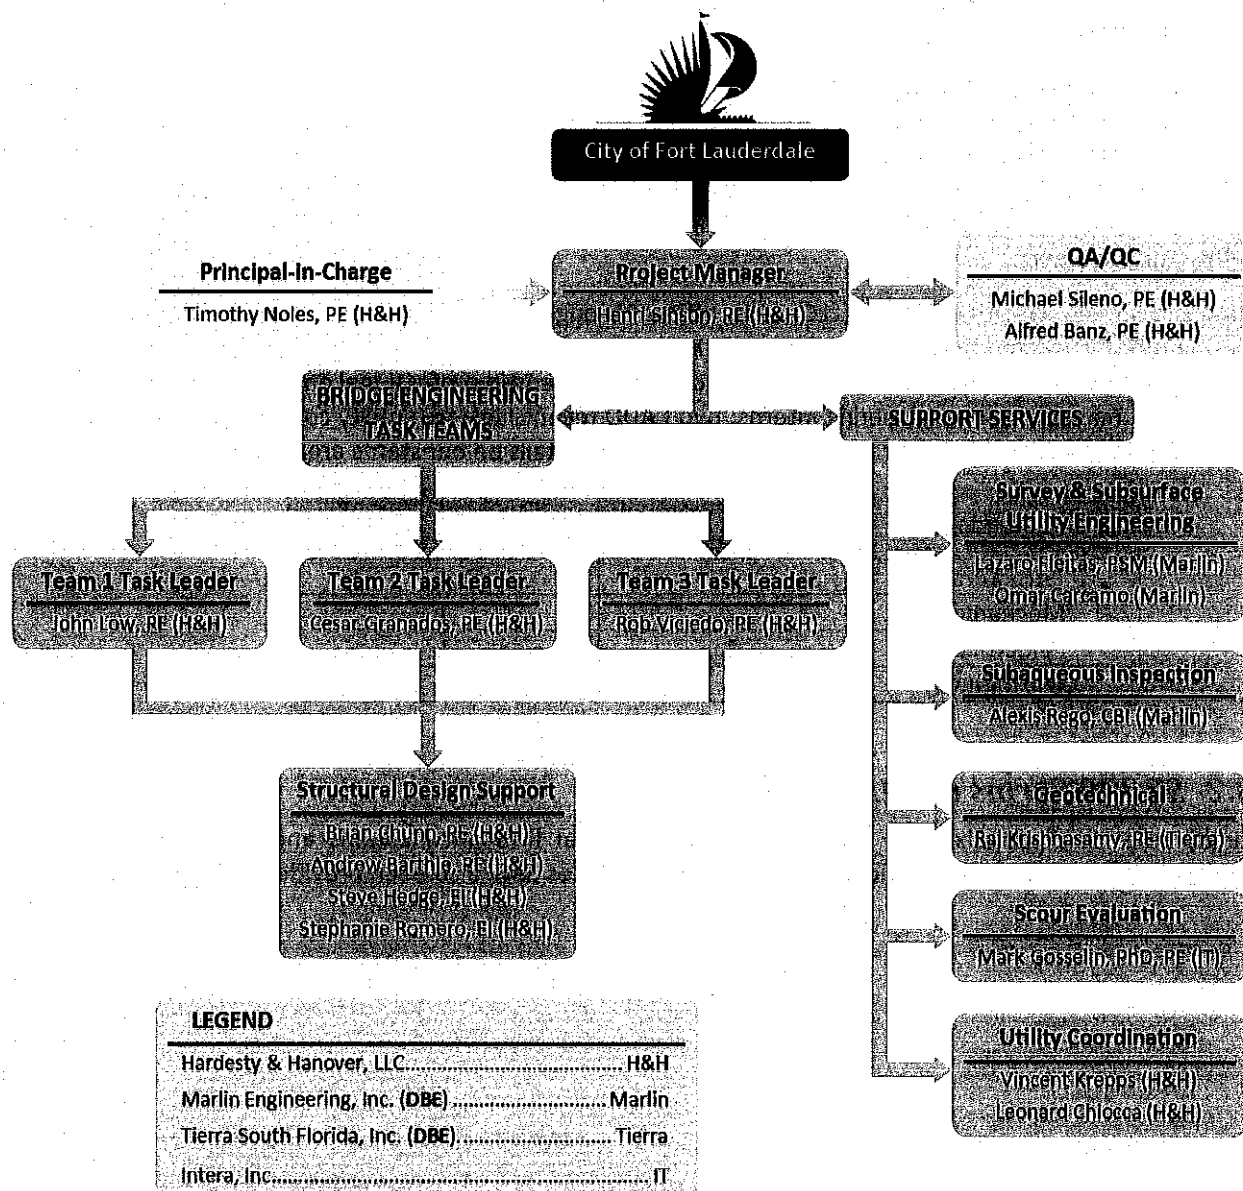 City of Fort Lauderdale
Principal-in-Charge
Timothy Noles, PE (H&H)
Project Manager
Henri Sinson, PE (H&H)
QA/QC
Michael Sileno, PE (H&H)
Alfred Banz, PE (H&H)
BRIDGE ENGINEERING
TASK TEAMS
SUPPORT SERVICES
Team 1 Task Leader
John Low, PE (H&H)
Team 2 Task Leader
Cesar Granados, PE (H&H)
Team 3 Task Leader
Rob Viciedo, PE (H&H)
Structural Design Support
Brian Chupp, PE (H&H)
Andrew Barthle, PE (H&H)
Steve Hedge, EI (H&H)
Stephanie Romero, EI (H&H)
Survey & Subsurface
Utility Engineering
Lazaro Fleitas, PSM (Marlin)
Omar Carcamo (Marlin)
Subaqueous Inspection
Alexis Rego, CBI (Marlin)
Geotechnical
Raj Krishnasamy, PE (Tierra)
Scour Evaluation
Mark Gosselin, PhD, PE (IT)
Utility Coordination
Vincent Krepps (H&H)
Leonard Chiocca (H&H)
LEGEND
Hardesty & Hanover, LLC............................................H&H
Marlin Engineering, Inc. (DBE) ..............................Marlin
Tierra South Florida, Inc. (DBE)..............................Tierra
Intera, Inc.........................................................................IT